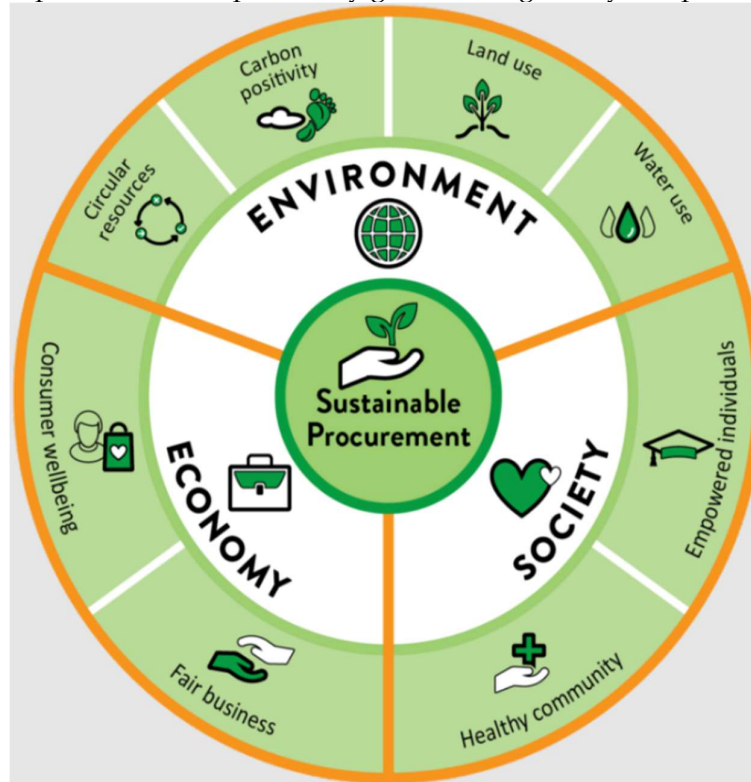 Carbon
positivity
Land use
Circular
resources
Water use
ENVIRONMENT
Sustainable
Procurement
Consumer wellbeing
ECONOMY
SOCIETY
Empowered individuals
Fair business
Healthy community